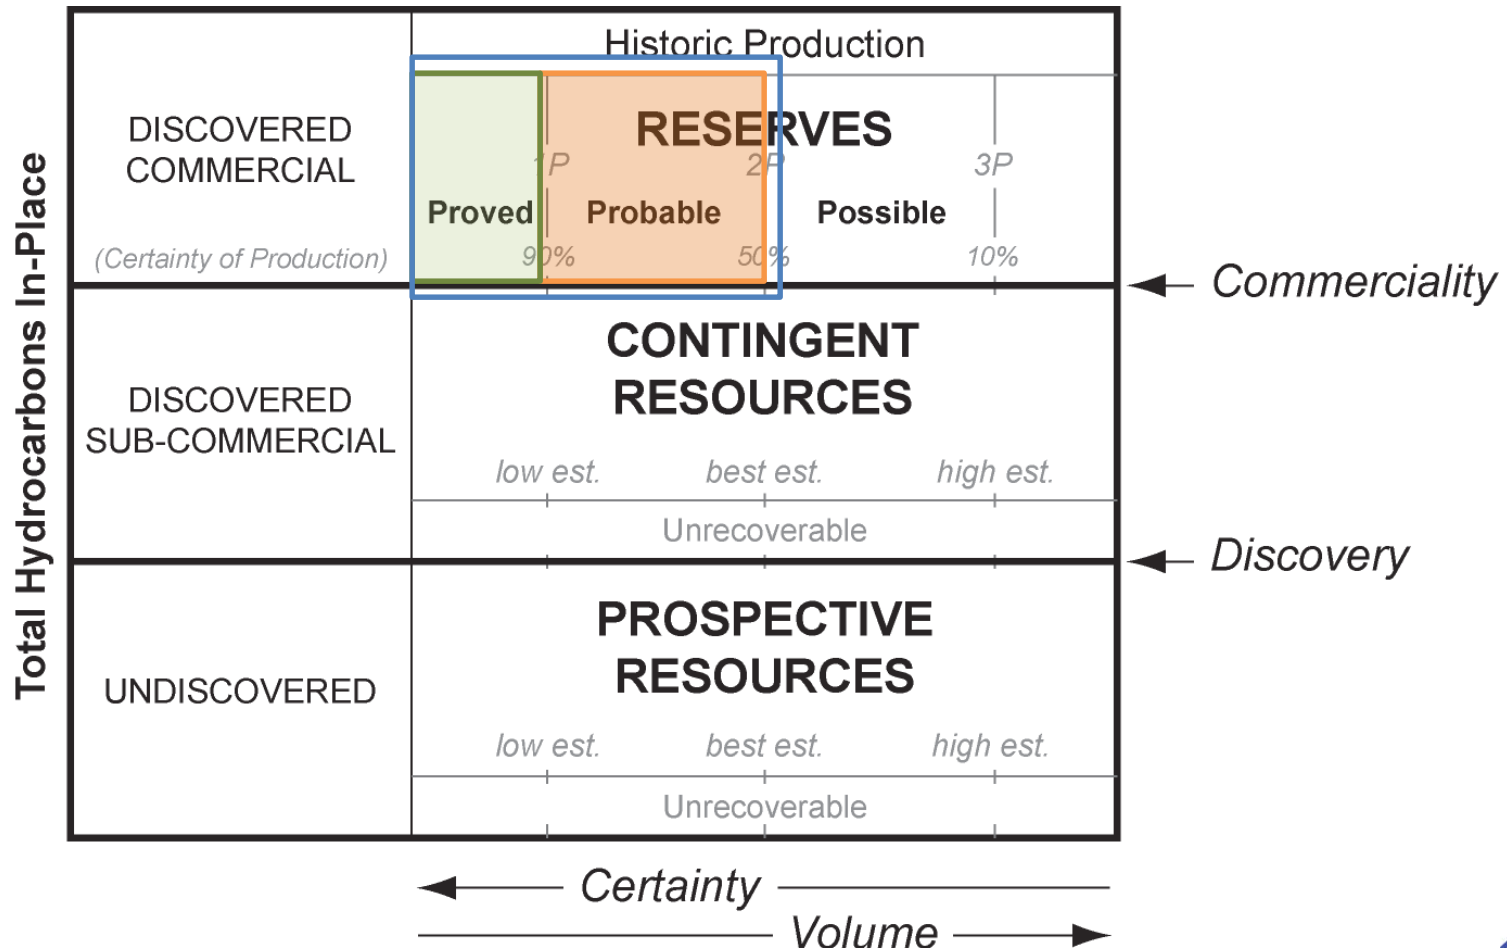 Total Hydrocarbons In-Place
Historic Production
DISCOVERED
COMMERCIAL
(Certainty of Production)
RESERVES
1P
2P
3P
Proved
Probable
Possible
90%
50%
10%
Commerciality
DISCOVERED
SUB-COMMERCIAL
CONTINGENT
RESOURCES
low est.
best est.
high est.
Unrecoverable
Discovery
UNDISCOVERED
PROSPECTIVE
RESOURCES
low est.
best est.
high est.
Unrecoverable
Certainty
Volume